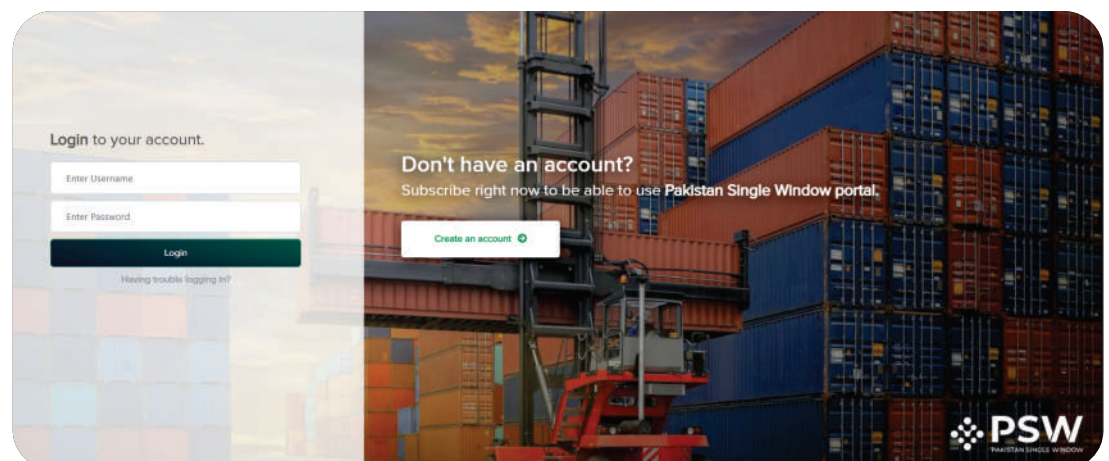 Login to your account.
Enter Username
Enter Password
Login
Having trouble logging in?
Don't have an account?
Subscribe right now to be able to use Pakistan Single Window portal.
Create an account
PSW
PAKISTAN SINGLE WINDOW